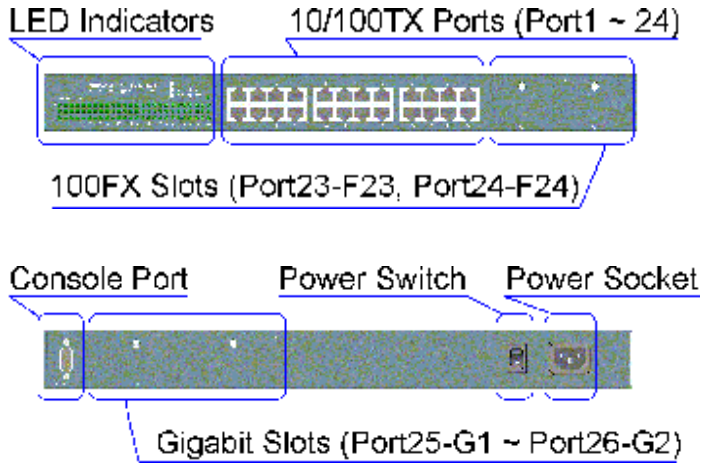 LED Indicators 10/100TX Ports (Port1 ~ 24)
100FX Slots (Port23-F23, Port24-F24)
Console Port Power Switch Power Socket
Gigabit Slots (Port25-G1 ~ Port26-G2)